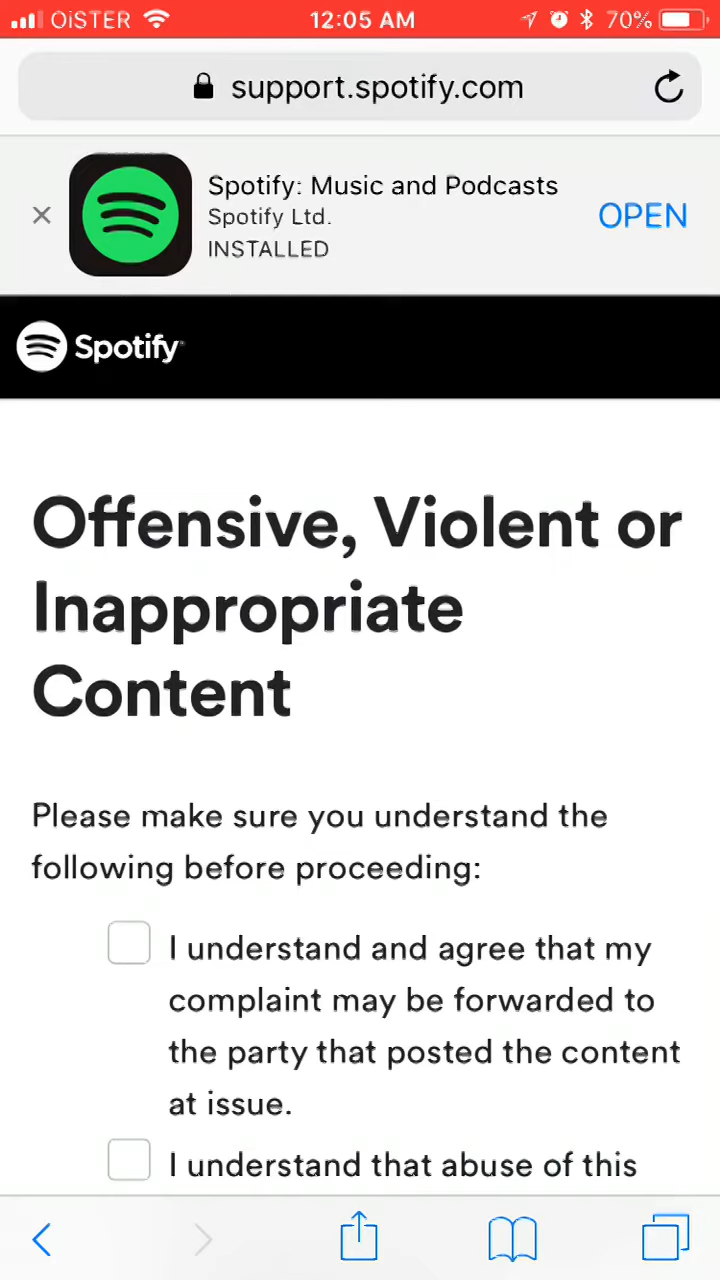 OiSTER 12:05 AM 70%
support.spotify.com
Spotify: Music and Podcasts
Spotify Ltd.
OPEN
INSTALLED
Spotify
Offensive, Violent or
Inappropriate
Content
Please make sure you understand the
following before proceeding:
I understand and agree that my
complaint may be forwarded to
the party that posted the content
at issue.
I understand that abuse of this